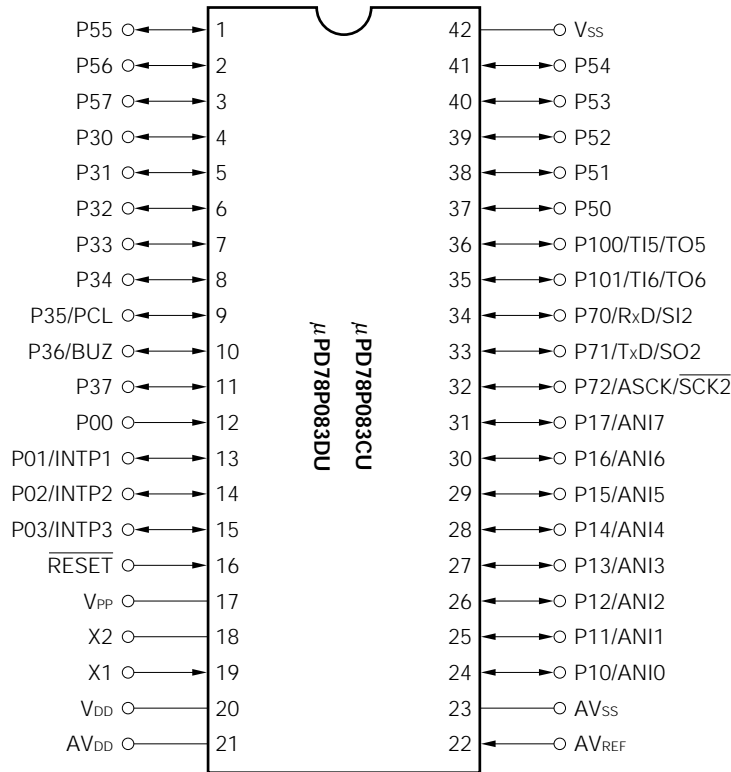 P55 1 42 Vss
P56 2 41 P54
P57 3 40 P53
P30 4 39 P52
P31 5 38 P51
P32 6 37 P50
P33 7 36 P100/TI5/TO5
P34 8 35 P101/TI6/TO6
P35/PCL 9 34 P70/RxD/SI2
P36/BUZ 10 33 P71/TxD/SO2
P37 11 32 P72/ASCK/S̅C̅K̅2̅
P00 12 31 P17/ANI7
P01/INTP1 13 30 P16/ANI6
P02/INTP2 14 29 P15/ANI5
P03/INTP3 15 28 P14/ANI4
R̅E̅S̅E̅T̅ 16 27 P13/ANI3
VPP 17 26 P12/ANI2
X2 18 25 P11/ANI1
X1 19 24 P10/ANI0
VDD 20 23 AVSS
AVDD 21 22 AVREF
μPD78P083CU
μPD78P083DU